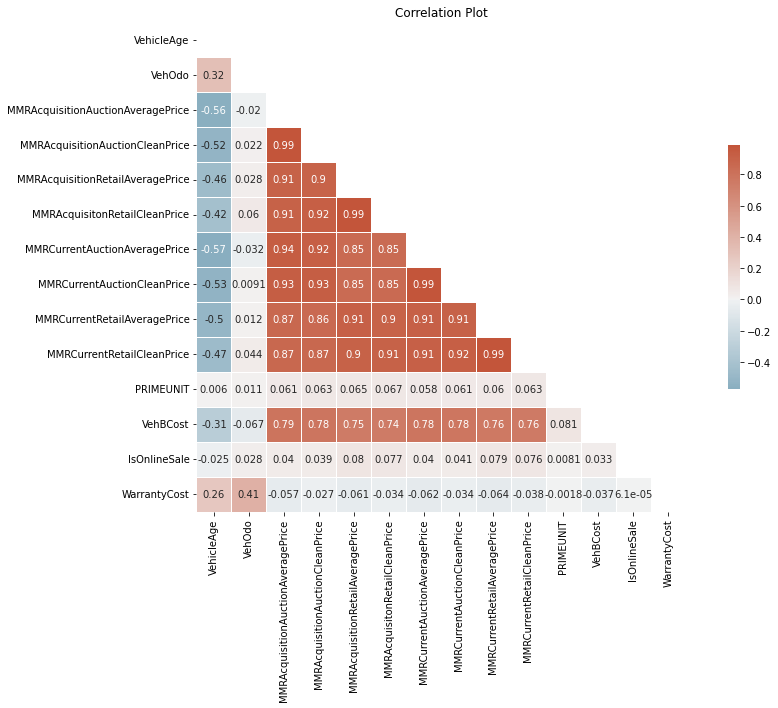 Correlation Plot
VehicleAge
VehOdo 0.32
MMRAcquisitionAuctionAveragePrice -0.56 -0.02
MMRAcquisitionAuctionCleanPrice -0.52 0.022 0.99
MMRAcquisitionRetailAveragePrice -0.46 0.028 0.91 0.9
MMRAcquisitonRetailCleanPrice -0.42 0.06 0.91 0.92 0.99
MMRCurrentAuctionAveragePrice -0.57 -0.032 0.94 0.92 0.85 0.85
MMRCurrentAuctionCleanPrice -0.53 0.0091 0.93 0.93 0.85 0.85 0.99
MMRCurrentRetailAveragePrice -0.5 0.012 0.87 0.86 0.91 0.9 0.91 0.91
MMRCurrentRetailCleanPrice -0.47 0.044 0.87 0.87 0.9 0.91 0.91 0.92 0.99
PRIMEUNIT 0.006 0.011 0.061 0.063 0.065 0.067 0.058 0.061 0.06 0.063
VehBCost -0.31 -0.067 0.79 0.78 0.75 0.74 0.78 0.78 0.76 0.76 0.081
IsOnlineSale -0.025 0.028 0.04 0.039 0.08 0.077 0.04 0.041 0.079 0.076 0.0081 0.033
WarrantyCost 0.26 0.41 -0.057 -0.027 -0.061 -0.034 -0.062 -0.034 -0.064 -0.038 -0.0018 -0.037 6.1e-05
VehicleAge
VehOdo
MMRAcquisitionAuctionAveragePrice
MMRAcquisitionAuctionCleanPrice
MMRAcquisitionRetailAveragePrice
MMRAcquisitonRetailCleanPrice
MMRCurrentAuctionAveragePrice
MMRCurrentAuctionCleanPrice
MMRCurrentRetailAveragePrice
MMRCurrentRetailCleanPrice
PRIMEUNIT
VehBCost
IsOnlineSale
WarrantyCost
0.8
0.6
0.4
0.2
0.0
−0.2
−0.4